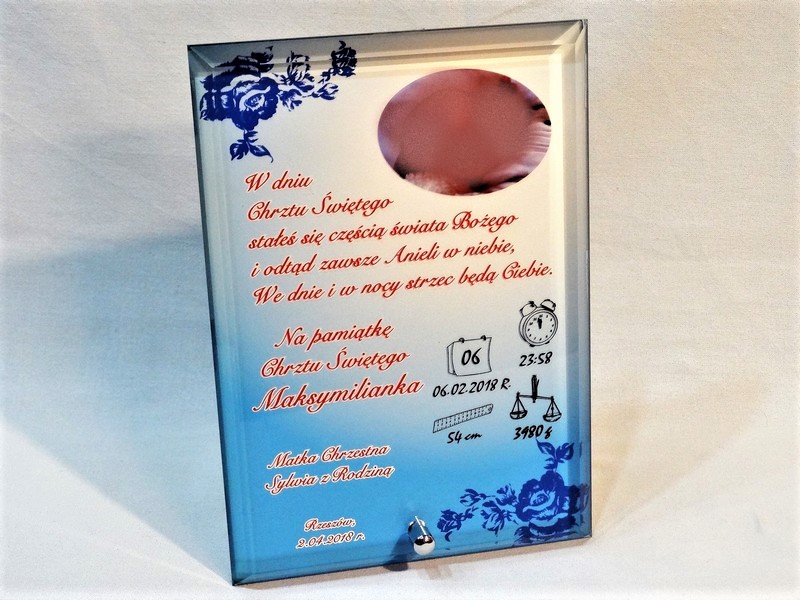 W dniu
Chrztu Świętego
stałeś się częścią świata Bożego
i odtąd zawsze Anieli w niebie,
We dnie i w nocy strzec będą Ciebie.
Na pamiątkę
Chrztu Świętego
Maksymilianka
06
23:58
06.02.2018 R.
54 cm
3980 g
Matka Chrzestna
Sylwia z Rodziną
Rzeszów,
2.04.2018 r.